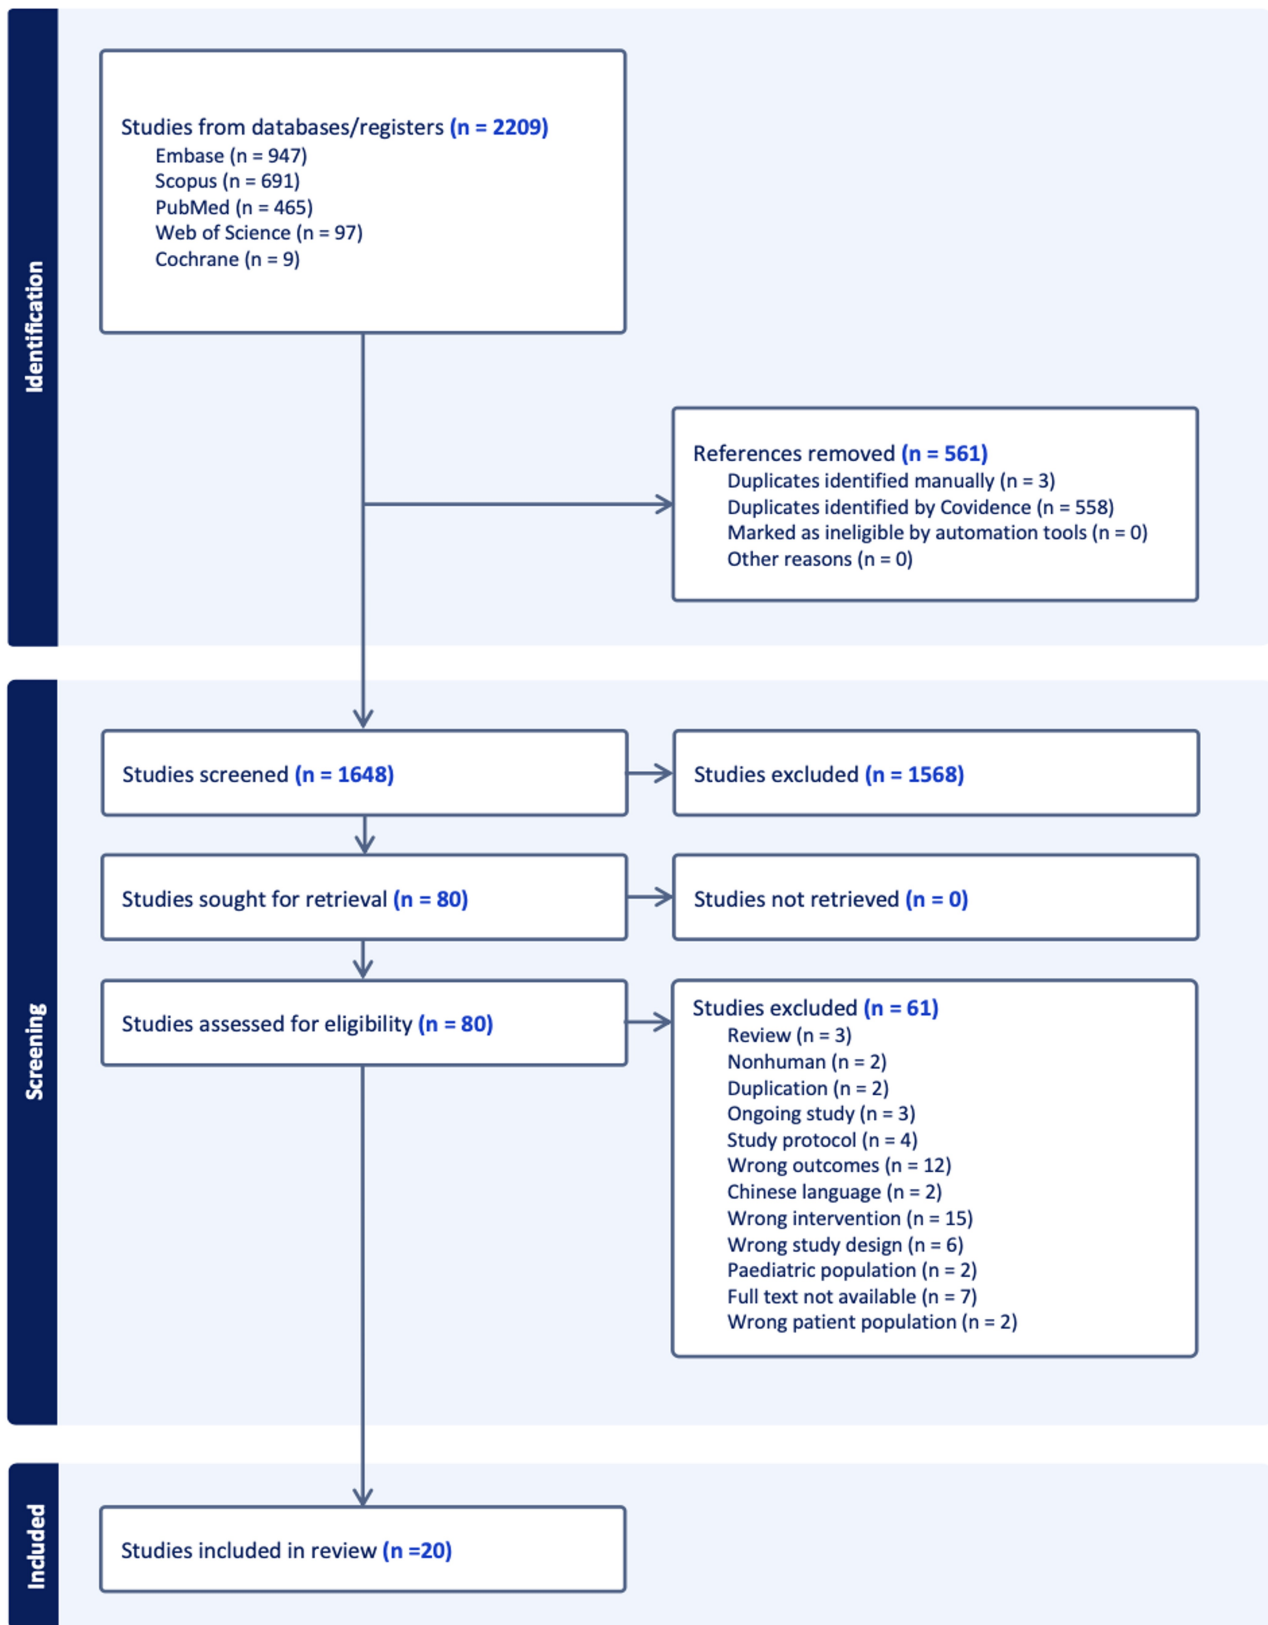 Identification
Studies from databases/registers (n = 2209)
Embase (n = 947)
Scopus (n = 691)
PubMed (n = 465)
Web of Science (n = 97)
Cochrane (n = 9)
References removed (n = 561)
Duplicates identified manually (n = 3)
Duplicates identified by Covidence (n = 558)
Marked as ineligible by automation tools (n = 0)
Other reasons (n = 0)
Screening
Studies screened (n = 1648)
Studies excluded (n = 1568)
Studies sought for retrieval (n = 80)
Studies not retrieved (n = 0)
Studies assessed for eligibility (n = 80)
Studies excluded (n = 61)
Review (n = 3)
Nonhuman (n = 2)
Duplication (n = 2)
Ongoing study (n = 3)
Study protocol (n = 4)
Wrong outcomes (n = 12)
Chinese language (n = 2)
Wrong intervention (n = 15)
Wrong study design (n = 6)
Paediatric population (n = 2)
Full text not available (n = 7)
Wrong patient population (n = 2)
Included
Studies included in review (n =20)